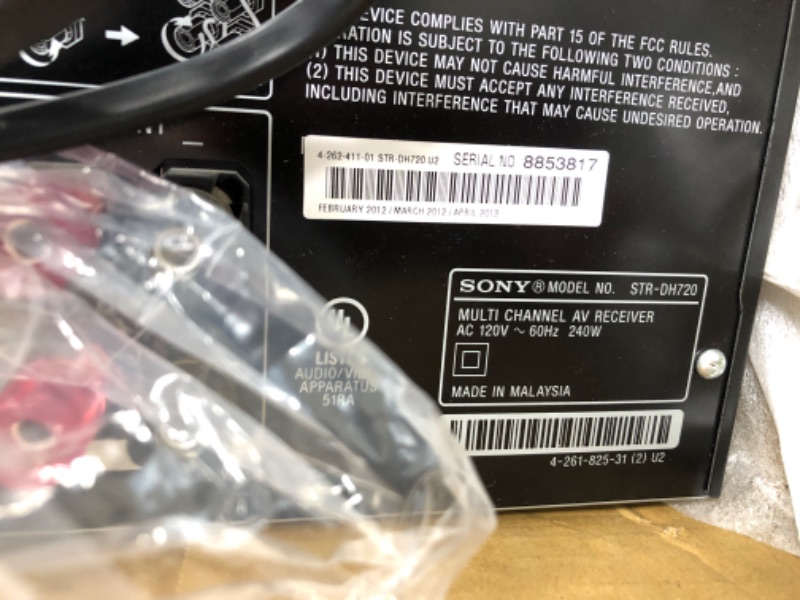 EVICE COMPLIES WITH PART 15 OF THE FCC RULES.
RATION IS SUBJECT TO THE FOLLOWING TWO CONDITIONS :
) THIS DEVICE MAY NOT CAUSE HARMFUL INTERFERENCE,AND
(2) THIS DEVICE MUST ACCEPT ANY INTERFERENCE RECEIVED,
INCLUDING INTERFERENCE THAT MAY CAUSE UNDESIRED OPERATION.
4-262-411-01 STR-DH720 U2 SERIAL NO 8853817
FEBRUARY 2012 / MARCH 2012 / APRIL 2012
SONY® MODEL NO. STR-DH720
MULTI CHANNEL AV RECEIVER
AC 120V ~ 60Hz 240W
MADE IN MALAYSIA
UL
LISTED
AUDIO/VIDEO
APPARATUS
51RA
4-261-825-31 (2) U2